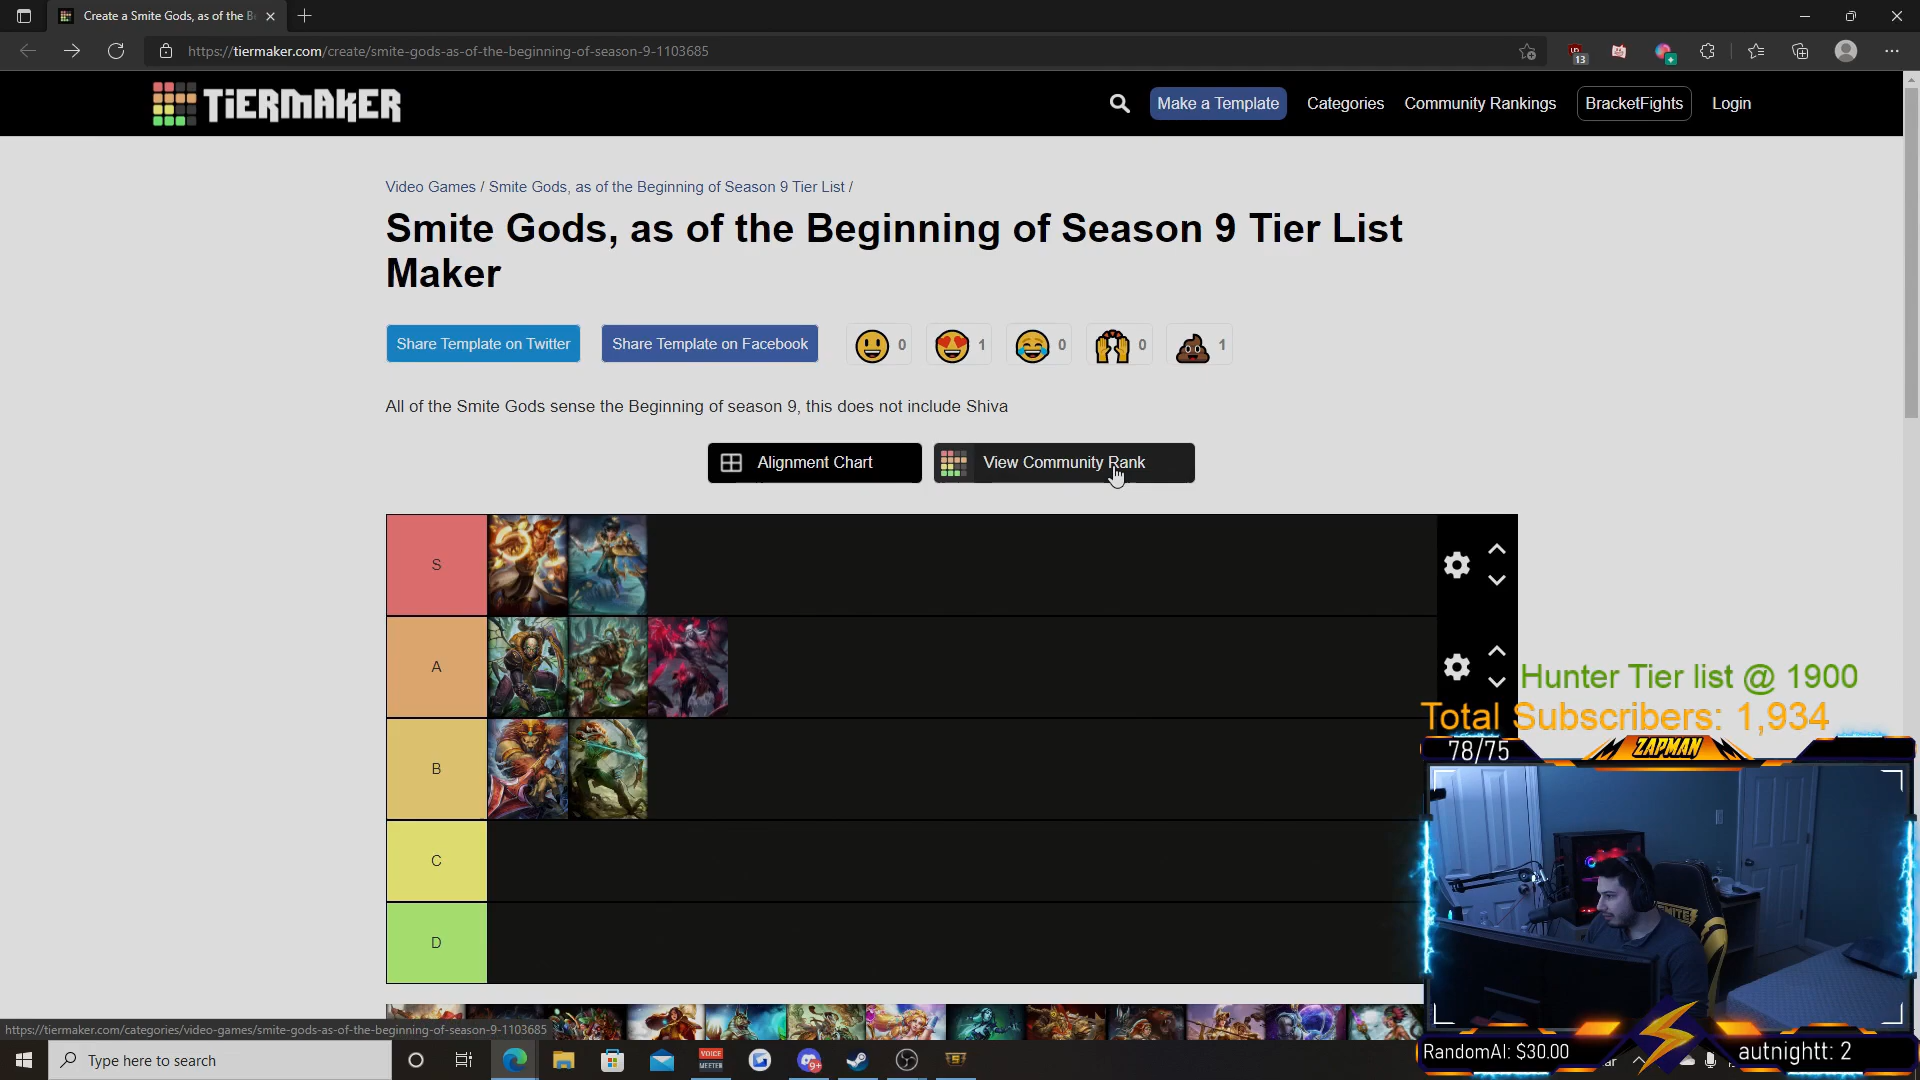 Create a Smite Gods, as of the B
https://tiermaker.com/create/smite-gods-as-of-the-beginning-of-season-9-1103685
13
TiERMAKER
Make a Template
Categories
Community Rankings
BracketFights
Login
Video Games / Smite Gods, as of the Beginning of Season 9 Tier List /
Smite Gods, as of the Beginning of Season 9 Tier List
Maker
Share Template on Twitter
Share Template on Facebook
0
1
0
0
1
All of the Smite Gods sense the Beginning of season 9, this does not include Shiva
Alignment Chart
View Community Rank
S
A
B
C
D
Hunter Tier list @ 1900
Total Subscribers: 1,934
78/75
ZAPMAN
https://tiermaker.com/categories/video-games/smite-gods-as-of-the-beginning-of-season-9-1103685
Type here to search
VOICE
MEETER
9+
RandomAI: $30.00
autnightt: 2